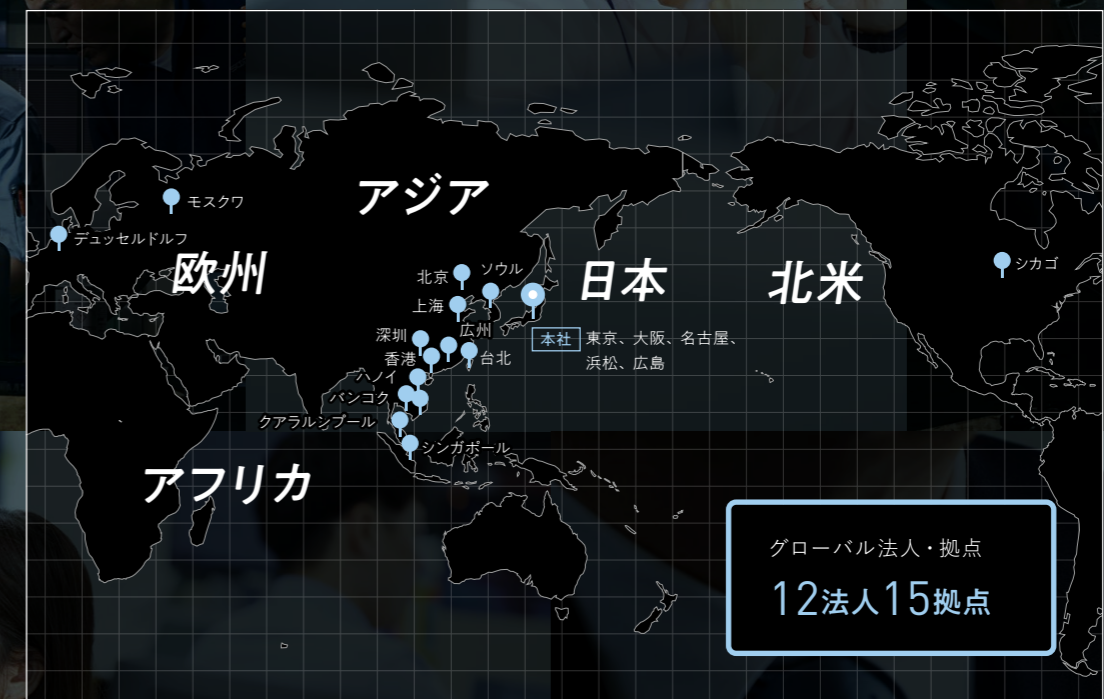 アジア
モスクワ
デュッセルドルフ
欧州
北京
ソウル
日本
北米
シカゴ
上海
深圳
広州
本社
東京、大阪、名古屋、
浜松、広島
香港
台北
ハノイ
バンコク
クアラルンプール
シンガポール
アフリカ
グローバル法人・拠点
12法人15拠点